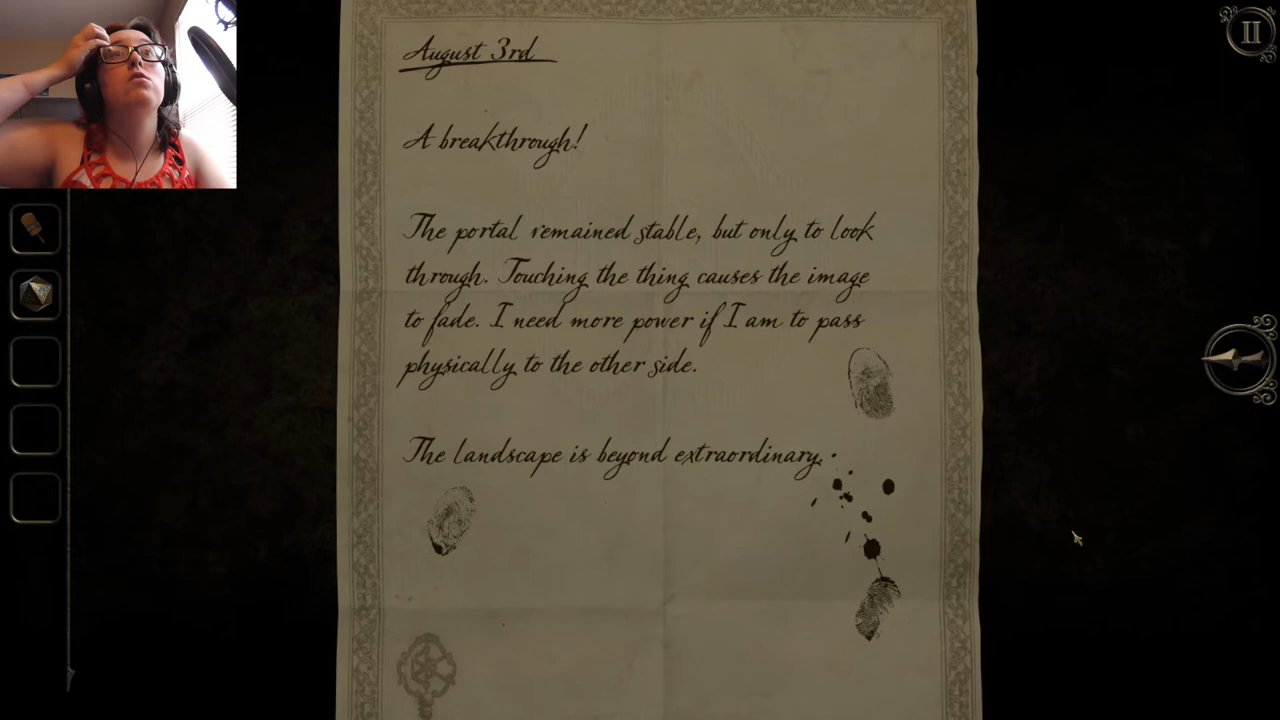 August 3rd
A breakthrough!
The portal remained stable, but only to look
through. Touching the thing causes the image
to fade. I need more power if I am to pass
physically to the other side.
The landscape is beyond extraordinary.